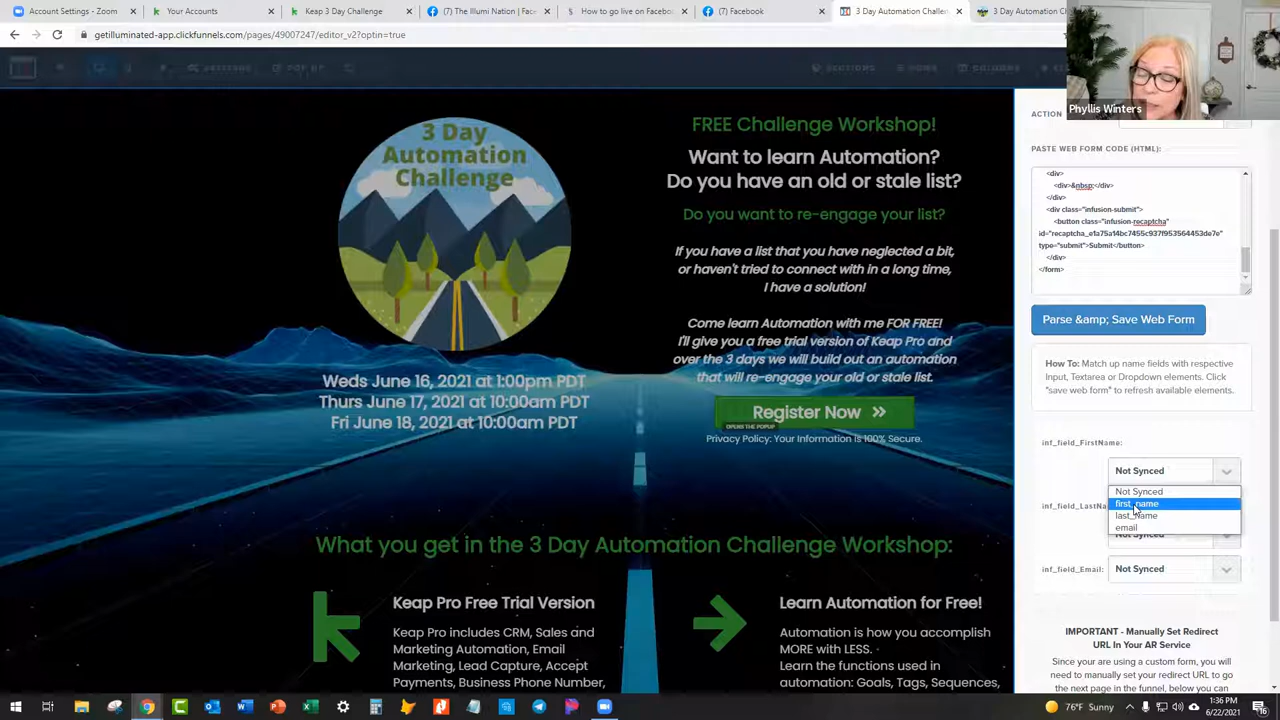 Account Settings - Zoom
Your Accounts
Keap 3 Day Challenge
(7) The Illumi Nation | Face
How to go live on Facebook
(7) Facebook
3 Day Automation Challen
3 Day Automation Ch
getilluminated-app.clickfunnels.com/pages/49007247/editor_v2?optin=true
SETTINGS
POP UP
SECTIONS
ROWS
COLUMNS
Phyllis Winters
3 Day
Automation
Challenge
Weds June 16, 2021 at 1:00pm PDT
Thurs June 17, 2021 at 10:00am PDT
Fri June 18, 2021 at 10:00am PDT
FREE Challenge Workshop!
Want to learn Automation?
Do you have an old or stale list?
Do you want to re-engage your list?
If you have a list that you have neglected a bit,
or haven't tried to connect with in a long time,
I have a solution!
Come learn Automation with me FOR FREE!
I'll give you a free trial version of Keap Pro and
over the 3 days we will build out an automation
that will re-engage your old or stale list.
Register Now
OPENS THE POPUP
Privacy Policy: Your Information is 100% Secure.
What you get in the 3 Day Automation Challenge Workshop:
Keap Pro Free Trial Version
Keap Pro includes CRM, Sales and
Marketing Automation, Email
Marketing, Lead Capture, Accept
Payments, Business Phone Number,
Learn Automation for Free!
Automation is how you accomplish
MORE with LESS.
Learn the functions used in
automation: Goals, Tags, Sequences,
ACTION
PASTE WEB FORM CODE (HTML):
<div>
<div>&nbsp;</div>
</div>
<div class="infusion-submit">
<button class="infusion-recaptcha"
id="recaptcha_e1a75a14bc7455c937f953564453de7e"
type="submit">Submit</button>
</div>
</form>
Parse &amp; Save Web Form
How To: Match up name fields with respective
Input, Textarea or Dropdown elements. Click
"save web form" to refresh available elements.
inf_field_FirstName:
Not Synced
Not Synced
first_name
last_name
email
inf_field_LastNa
Not Synced
inf_field_Email:
Not Synced
IMPORTANT - Manually Set Redirect
URL In Your AR Service
Since your are using a custom form, you will
need to manually set your redirect URL to go
the next page in the funnel, below you can
76°F Sunny
1:36 PM
6/22/2021
16